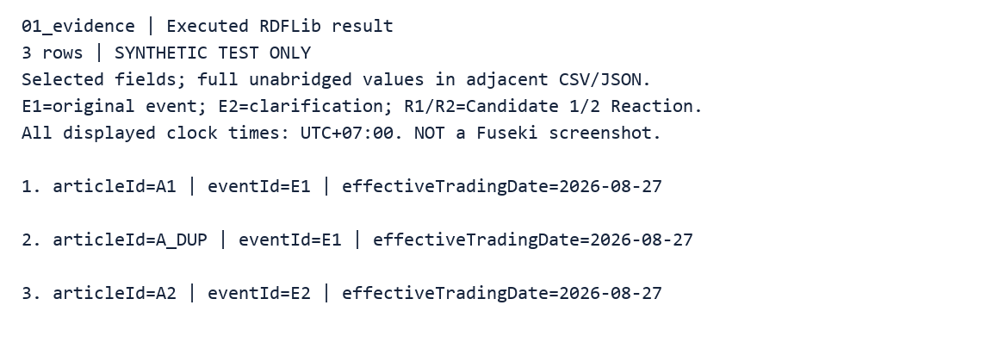 01_evidence | Executed RDFLib result
3 rows | SYNTHETIC TEST ONLY
Selected fields; full unabridged values in adjacent CSV/JSON.
E1=original event; E2=clarification; R1/R2=Candidate 1/2 Reaction.
All displayed clock times: UTC+07:00. NOT a Fuseki screenshot.
1. articleId=A1 | eventId=E1 | effectiveTradingDate=2026-08-27
2. articleId=A_DUP | eventId=E1 | effectiveTradingDate=2026-08-27
3. articleId=A2 | eventId=E2 | effectiveTradingDate=2026-08-27